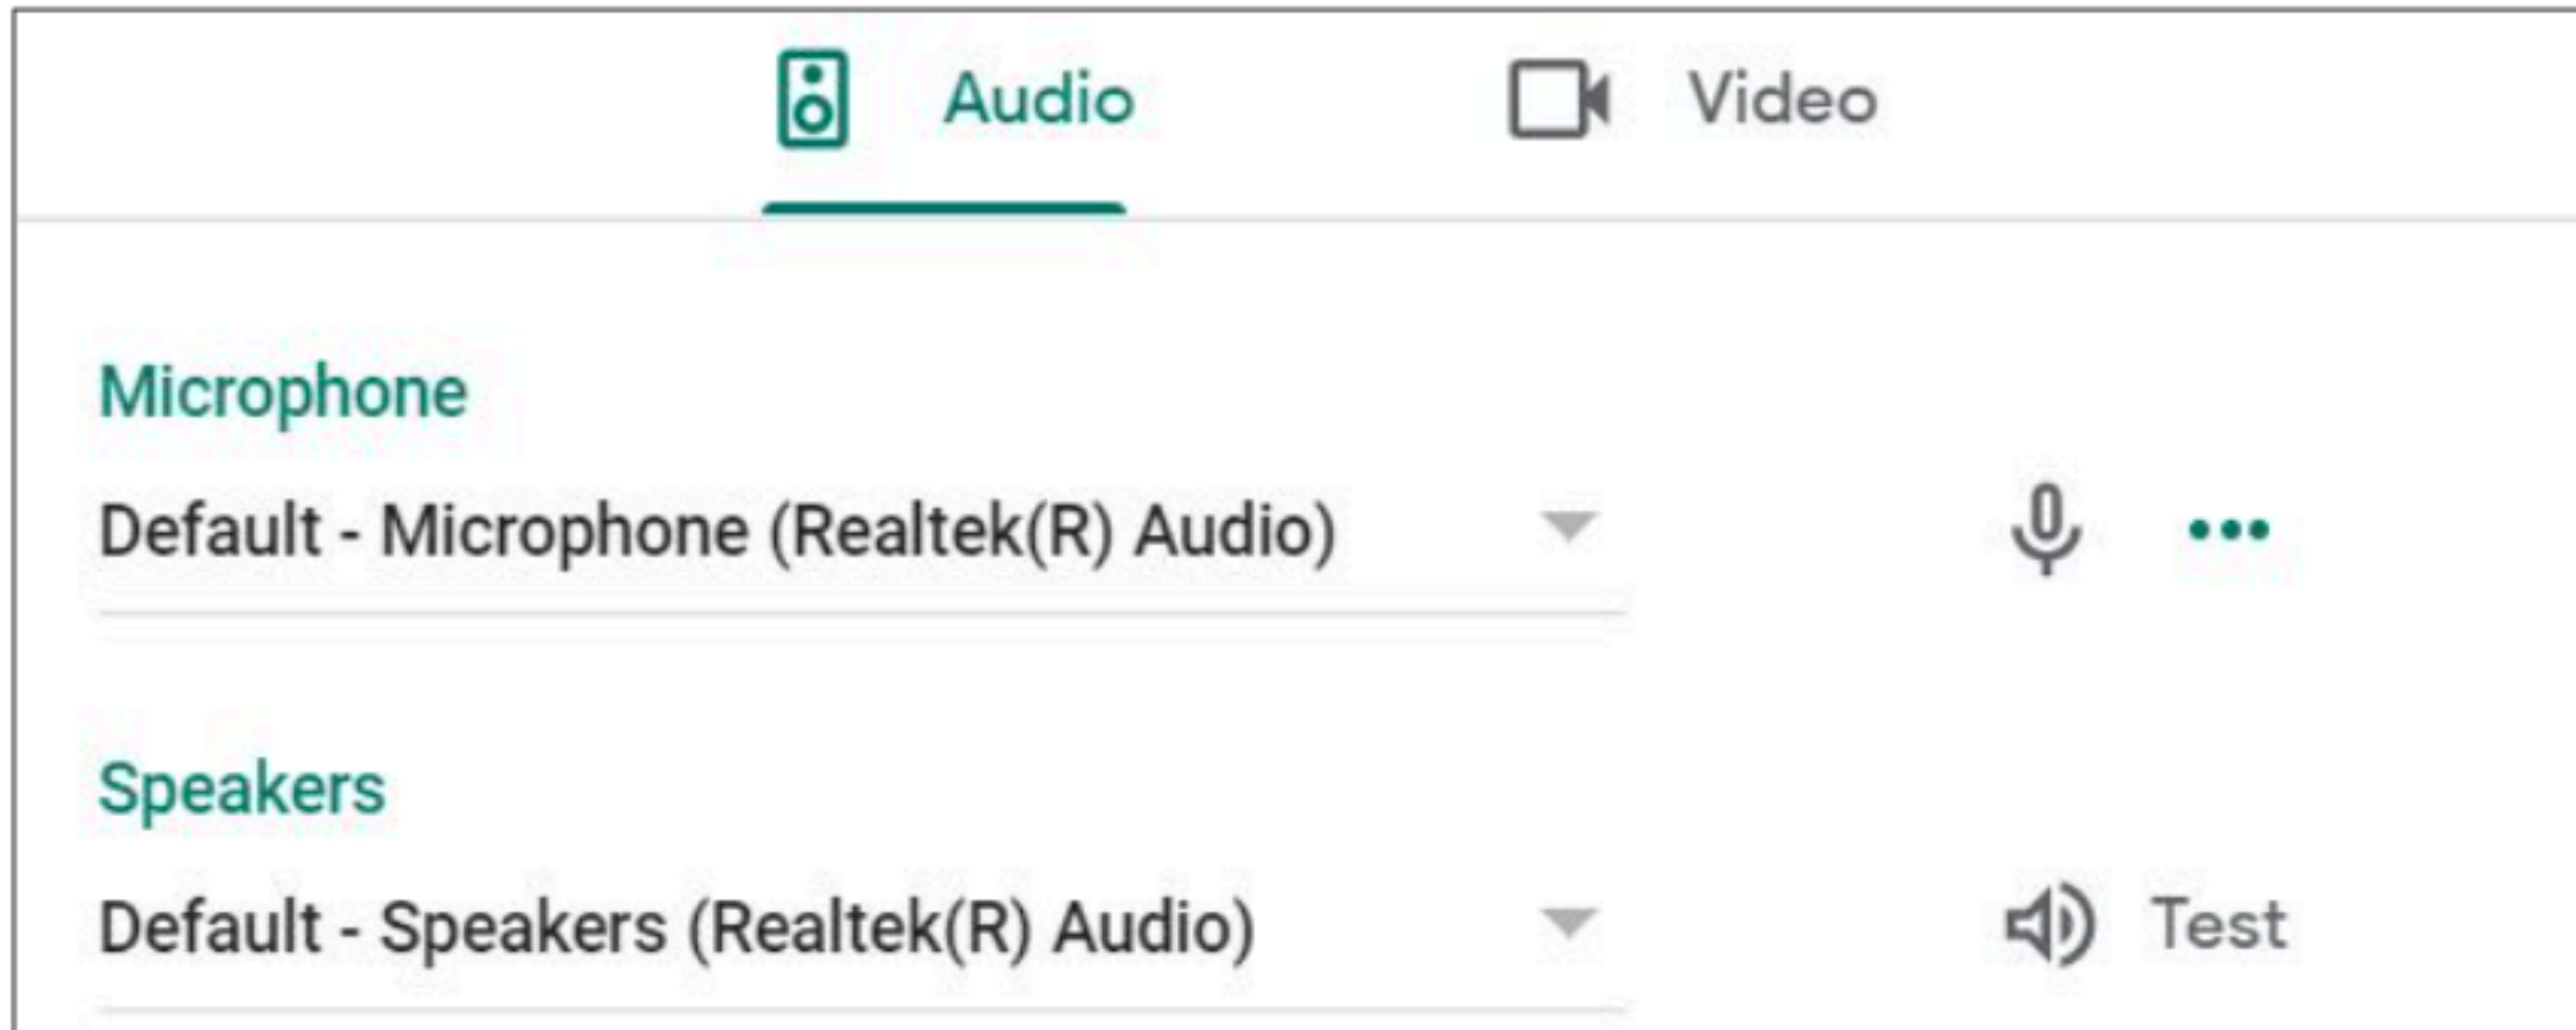 Audio Video
Microphone
Default - Microphone (Realtek(R) Audio)
Speakers
Default - Speakers (Realtek(R) Audio) Test